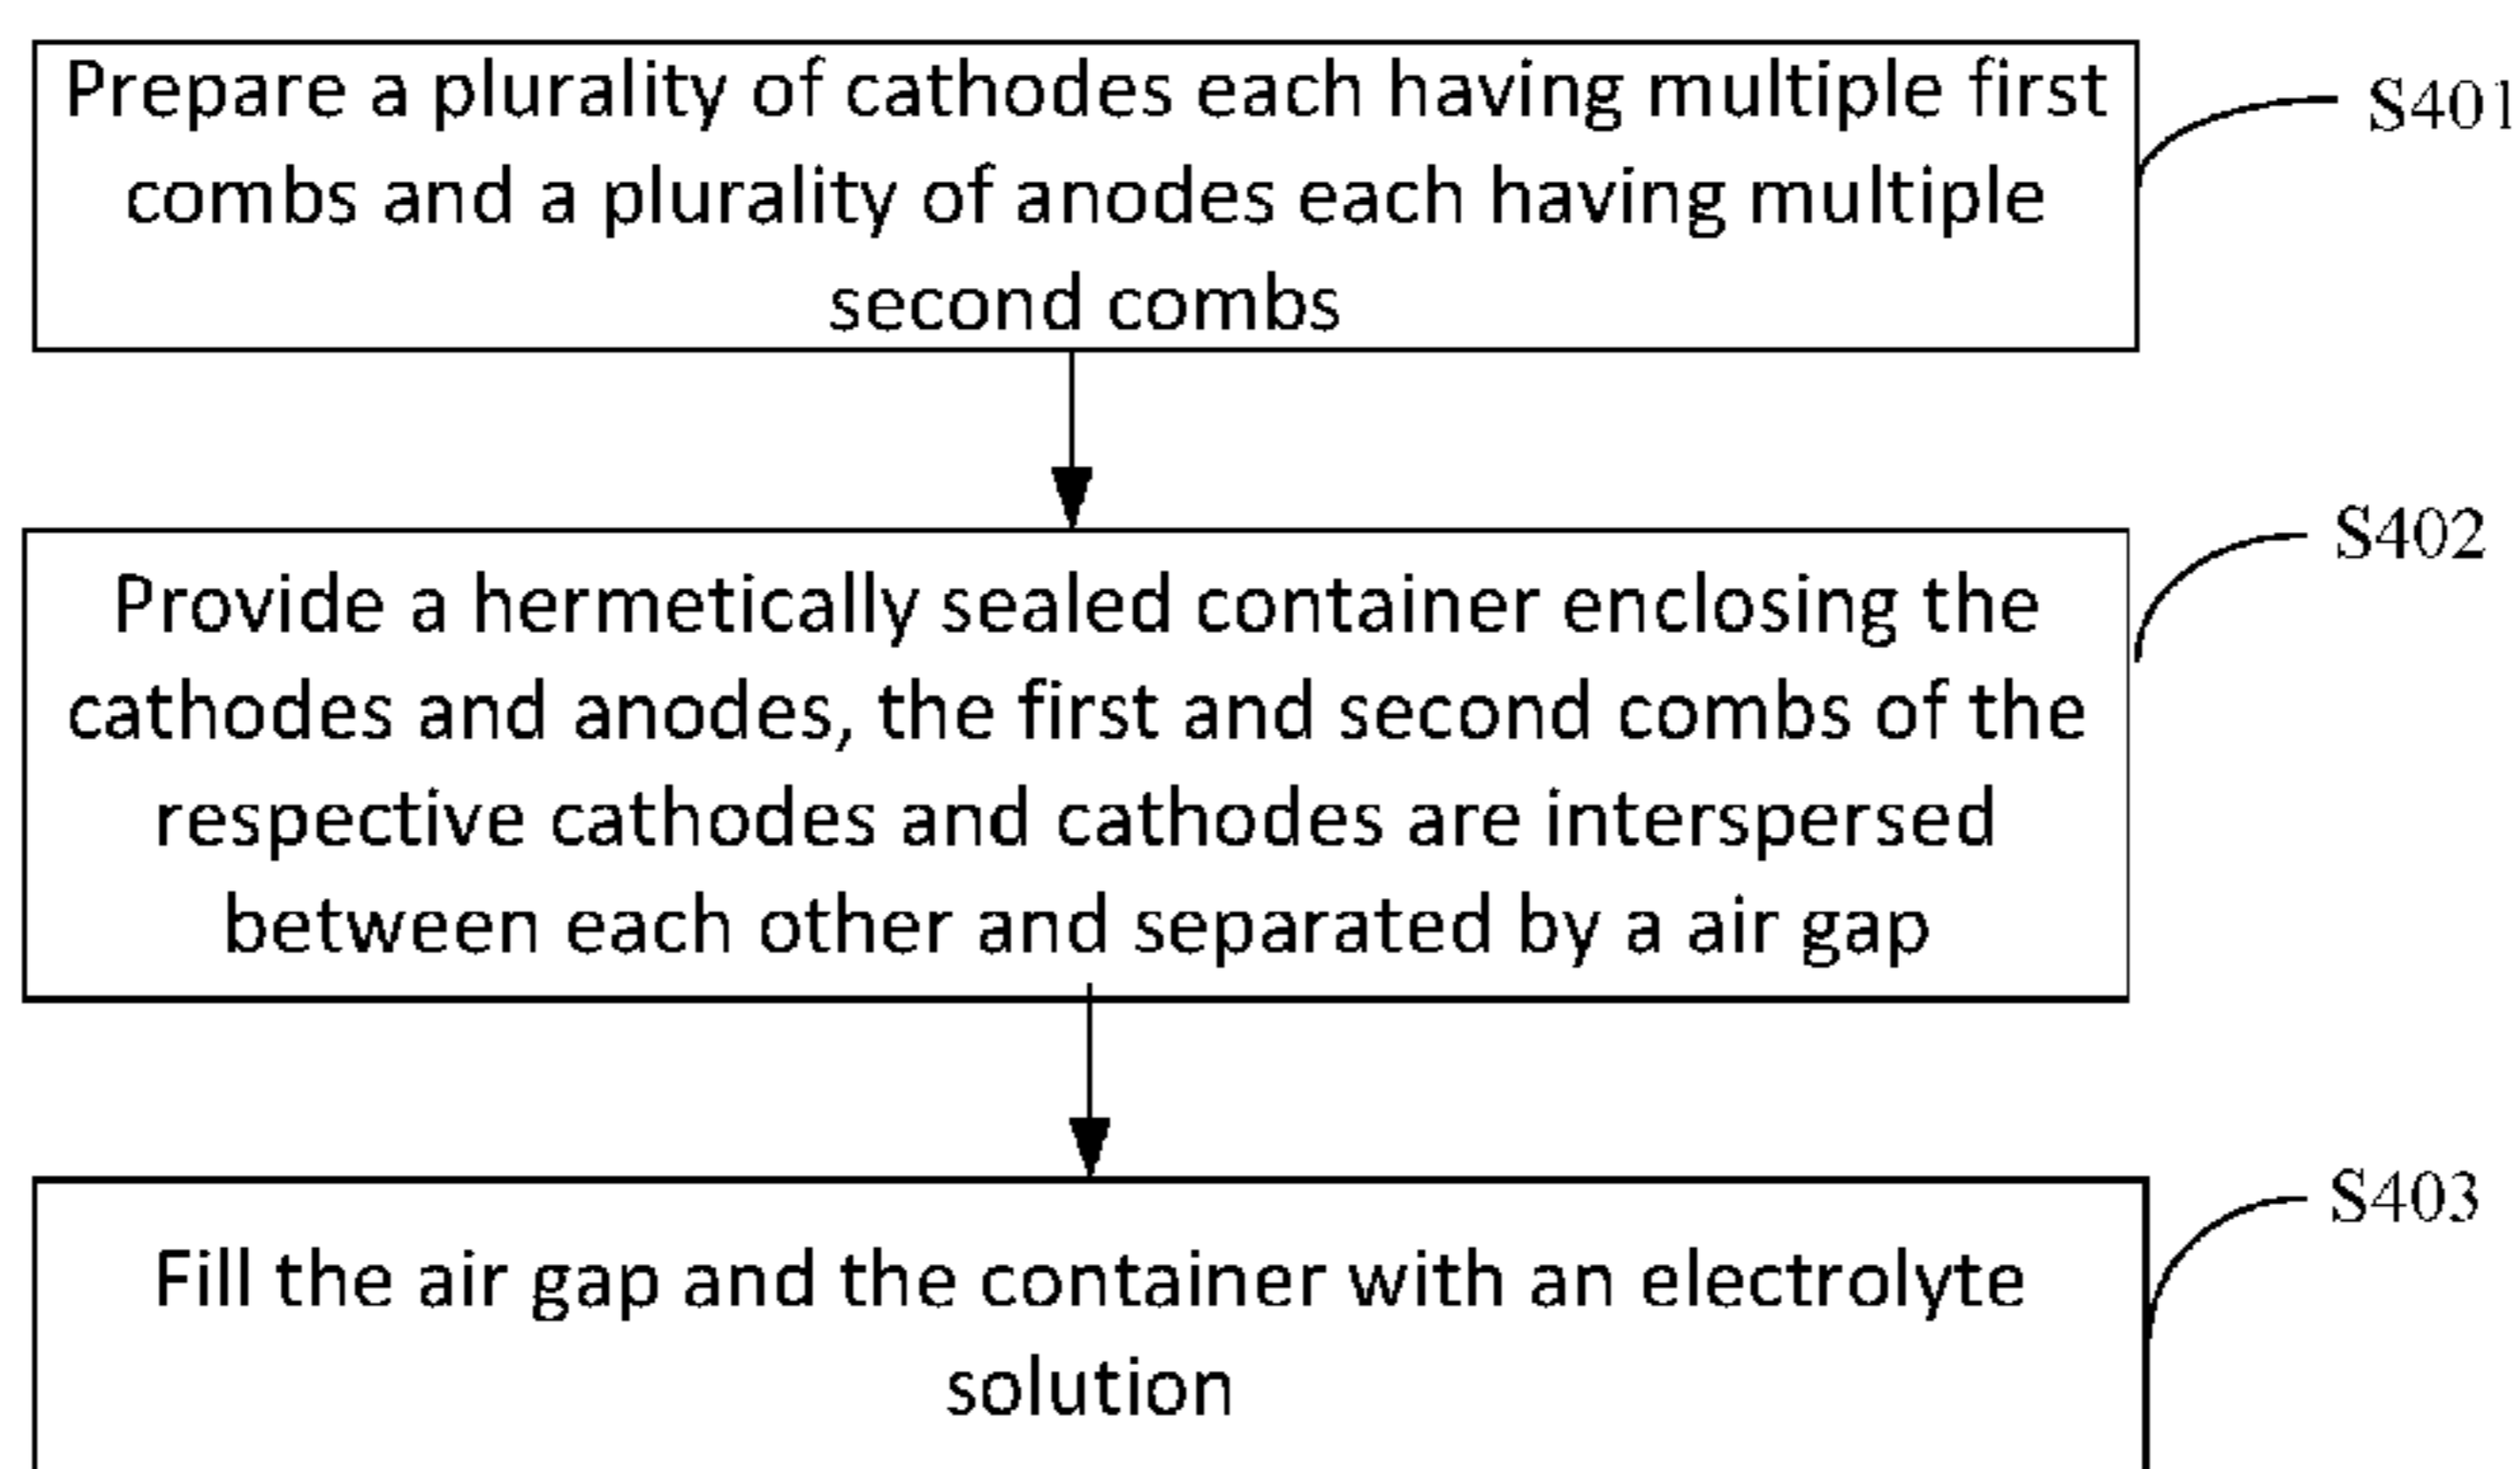 Prepare a plurality of cathodes each having multiple first
combs and a plurality of anodes each having multiple
second combs
S401
Provide a hermetically sealed container enclosing the
cathodes and anodes, the first and second combs of the
respective cathodes and cathodes are interspersed
between each other and separated by a air gap
S402
Fill the air gap and the container with an electrolyte
solution
S403